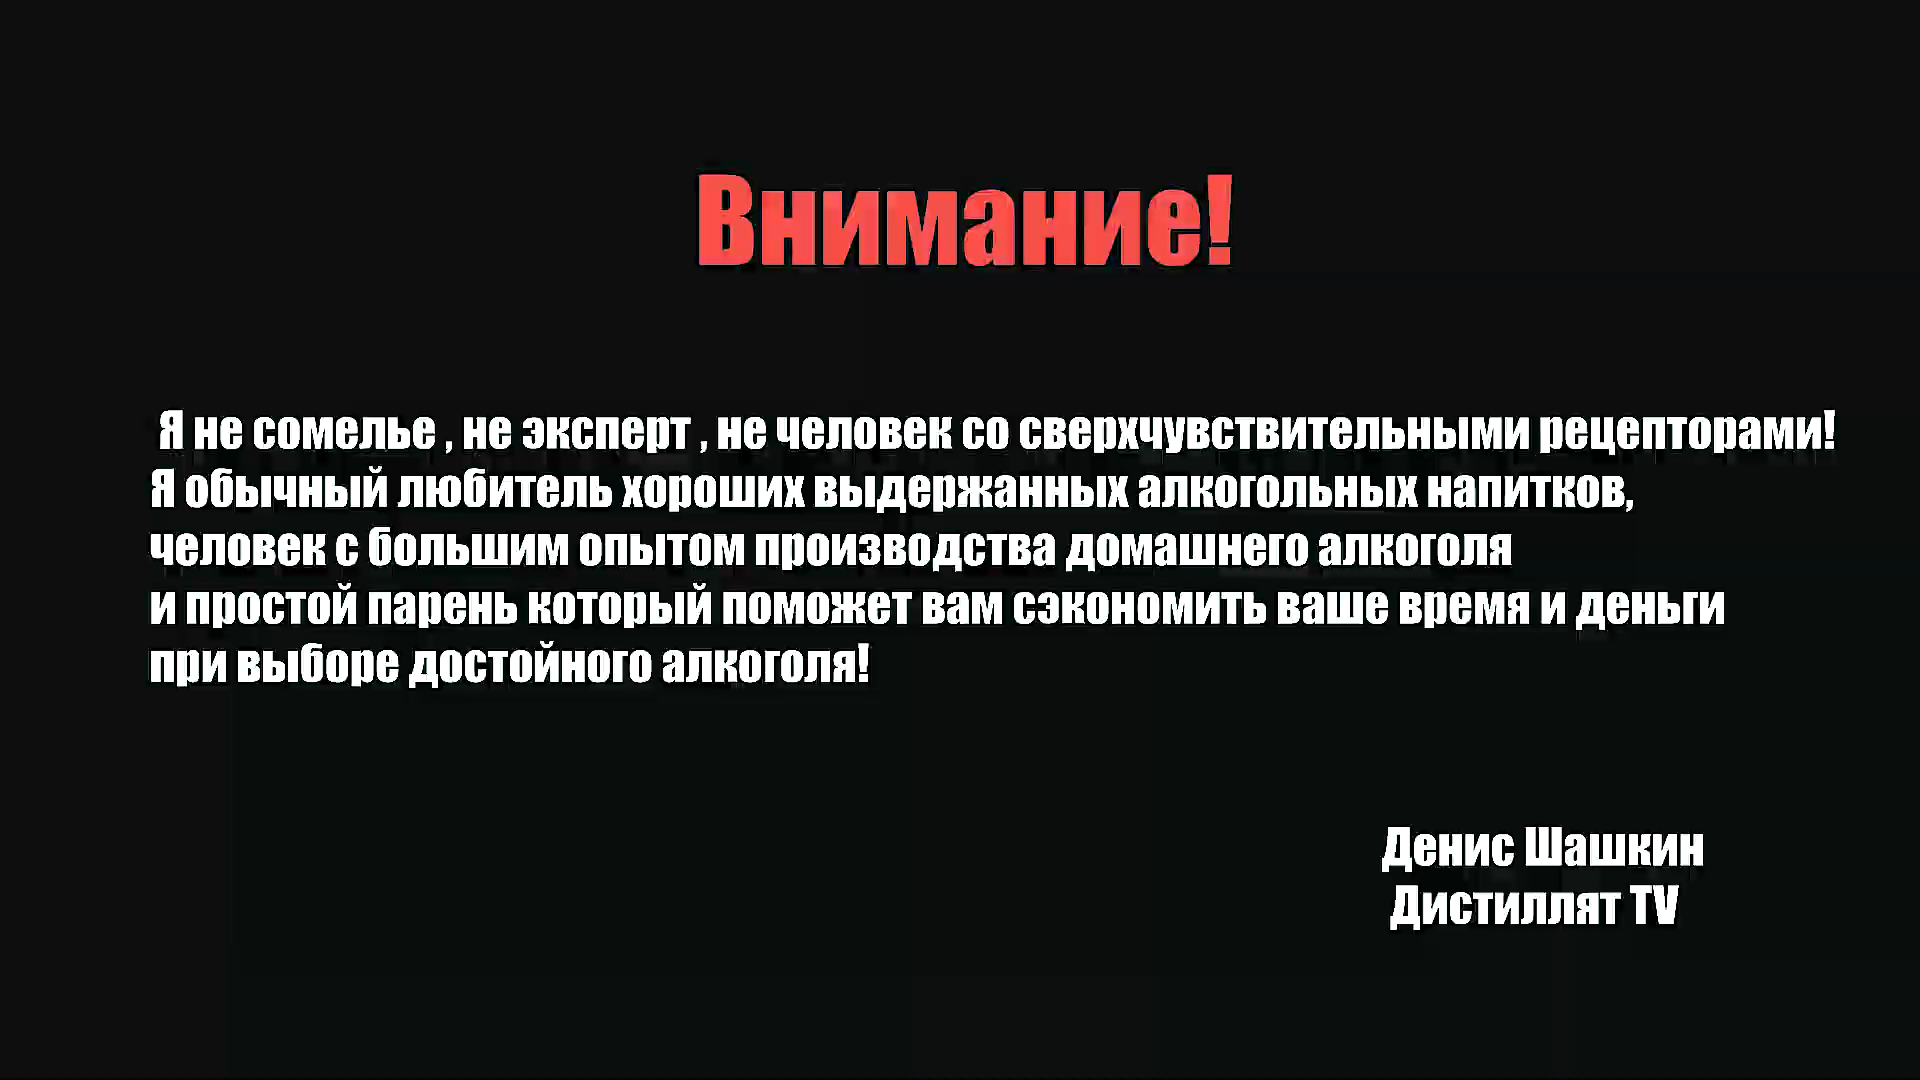 Внимание!
Я не сомелье , не эксперт , не человек со сверхчувствительными рецепторами!
Я обычный любитель хороших выдержанных алкогольных напитков,
человек с большим опытом производства домашнего алкоголя
и простой парень который поможет вам сэкономить ваше время и деньги
при выборе достойного алкоголя!
Денис Шашкин
Дистиллят TV